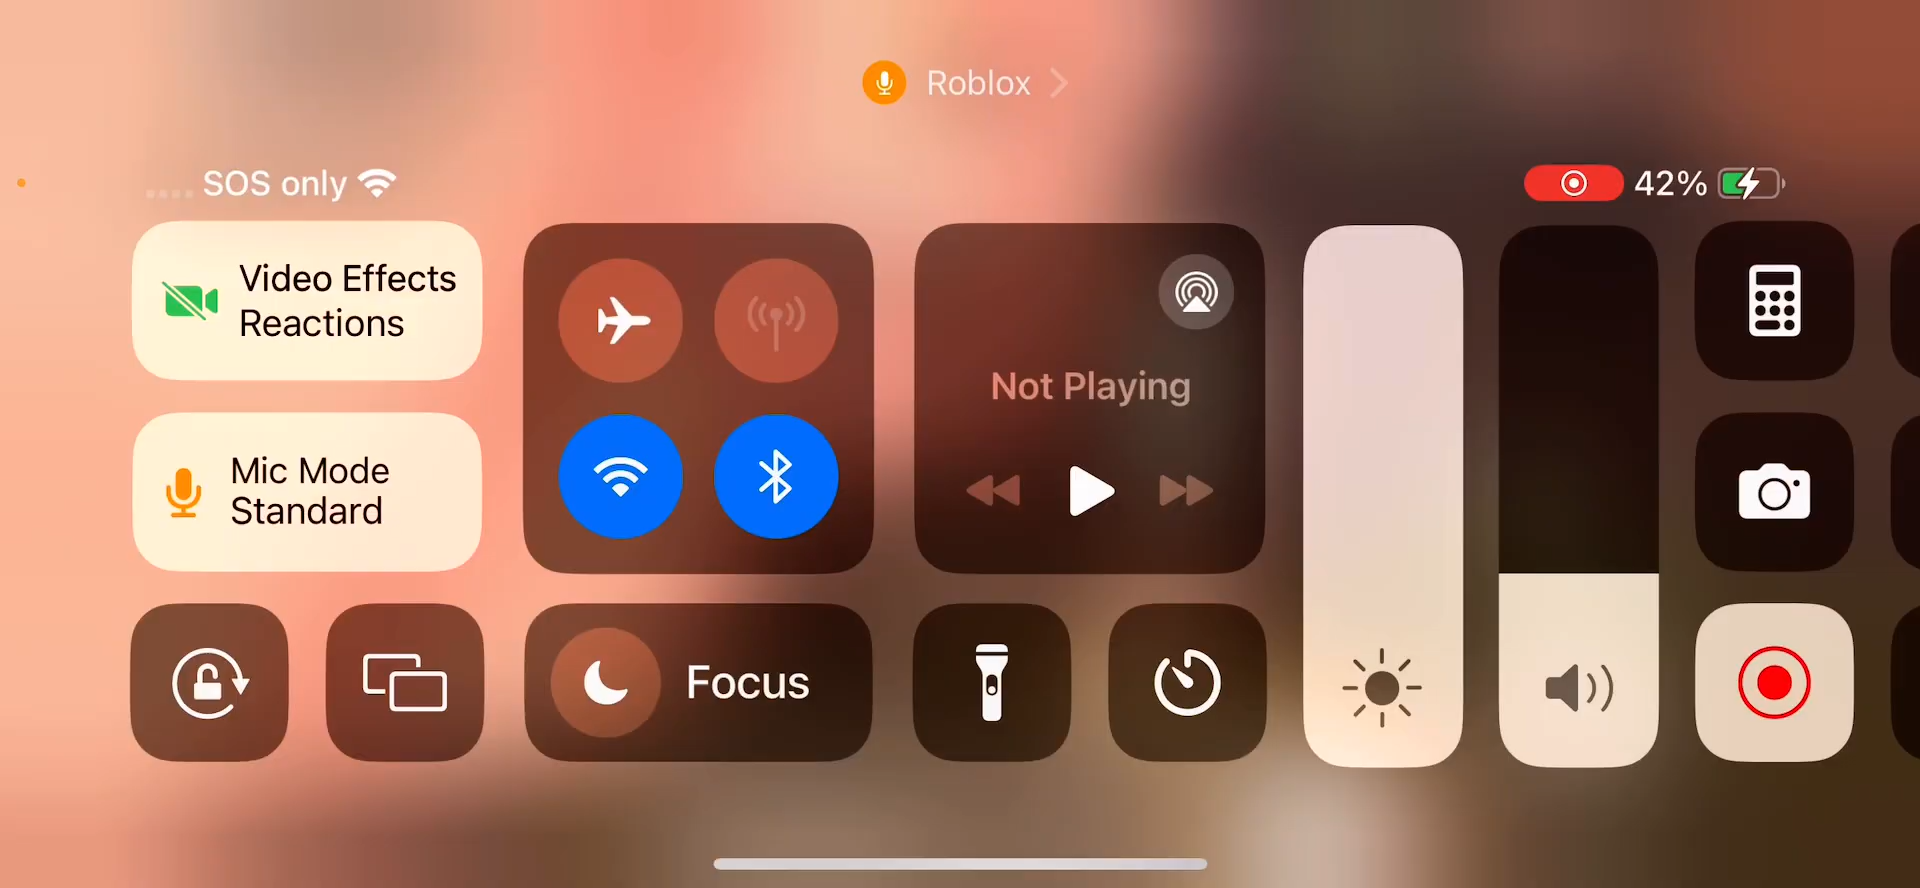 Roblox
SOS only
42%
Video Effects
Reactions
Not Playing
Mic Mode
Standard
Focus